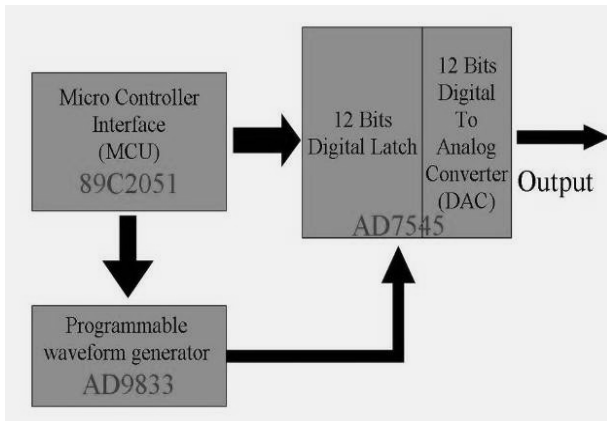 Micro Controller
Interface
(MCU)
89C2051
12 Bits
Digital Latch
12 Bits
Digital
To
Analog
Converter
(DAC)
AD7545
Output
Programmable
waveform generator
AD9833